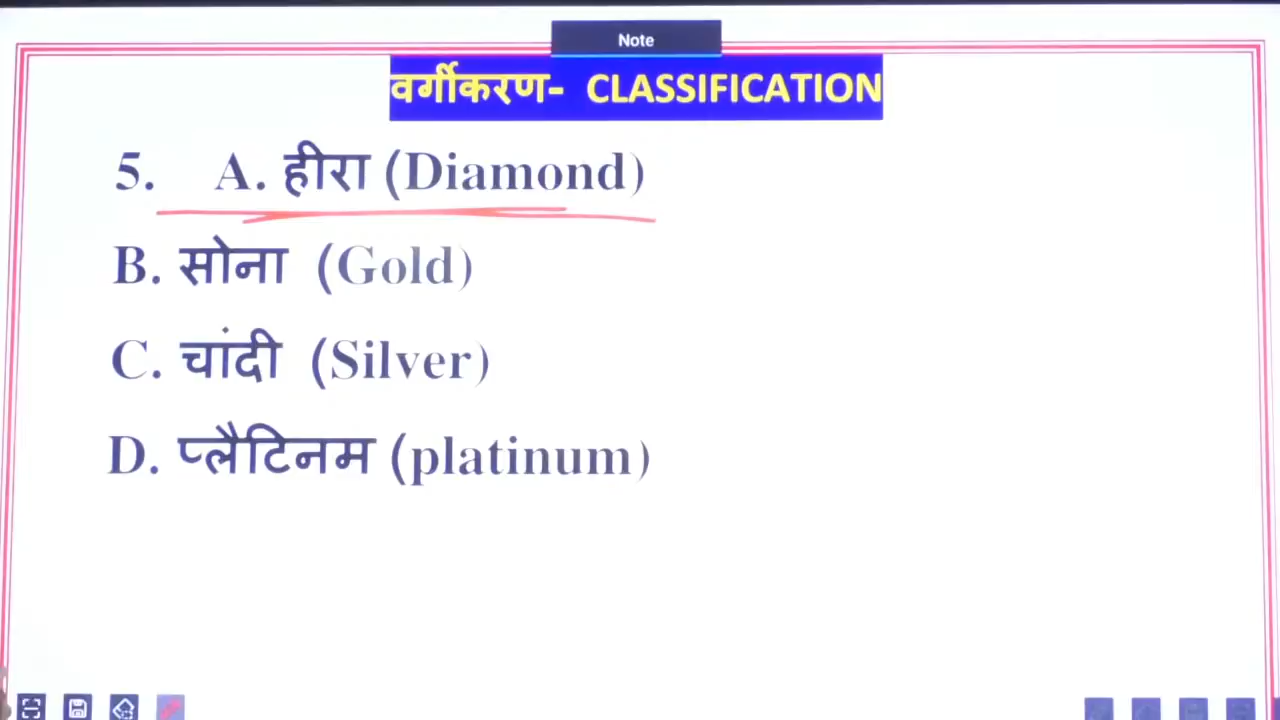 Note
वर्गीकरण- CLASSIFICATION
5. A. हीरा (Diamond)
B. सोना (Gold)
C. चांदी (Silver)
D. प्लैटिनम (platinum)